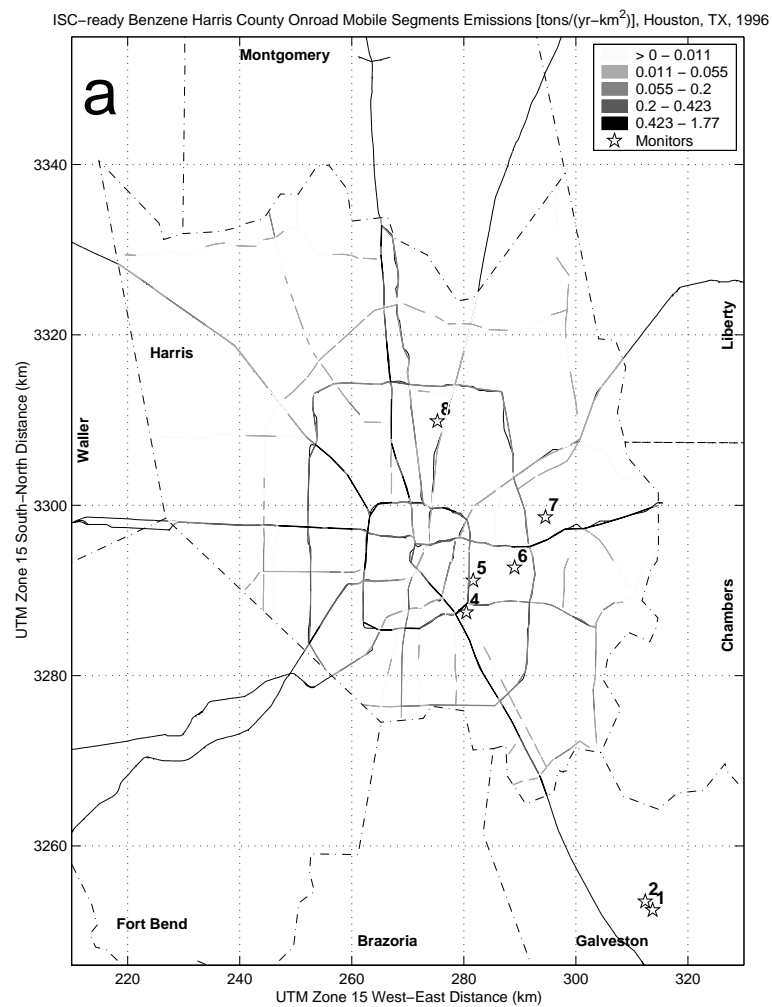 ISC−ready Benzene Harris County Onroad Mobile Segments Emissions [tons/(yr−km2)], Houston, TX, 1996
Montgomery
a
> 0 − 0.011
0.011 − 0.055
0.055 − 0.2
0.2 − 0.423
0.423 − 1.77
Monitors
3340
3320
3300
3280
3260
UTM Zone 15 South−North Distance (km)
Liberty
Harris
Waller
8
7
6
5
4
Chambers
2
1
Fort Bend
Brazoria
Galveston
220
240
260
280
300
320
UTM Zone 15 West−East Distance (km)